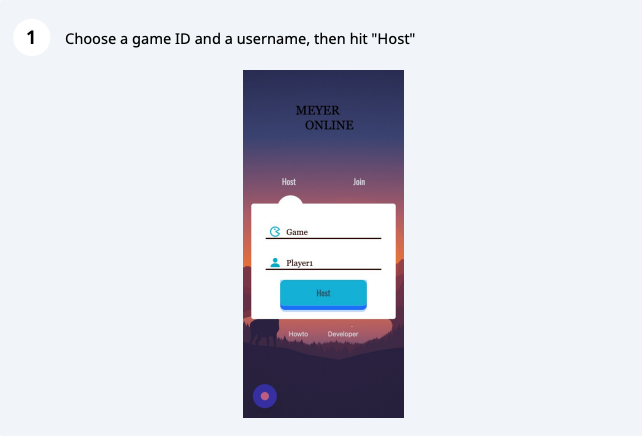 1 Choose a game ID and a username, then hit "Host"
MEYER
ONLINE
Host Join
Game
Player1
Host
Howto Developer